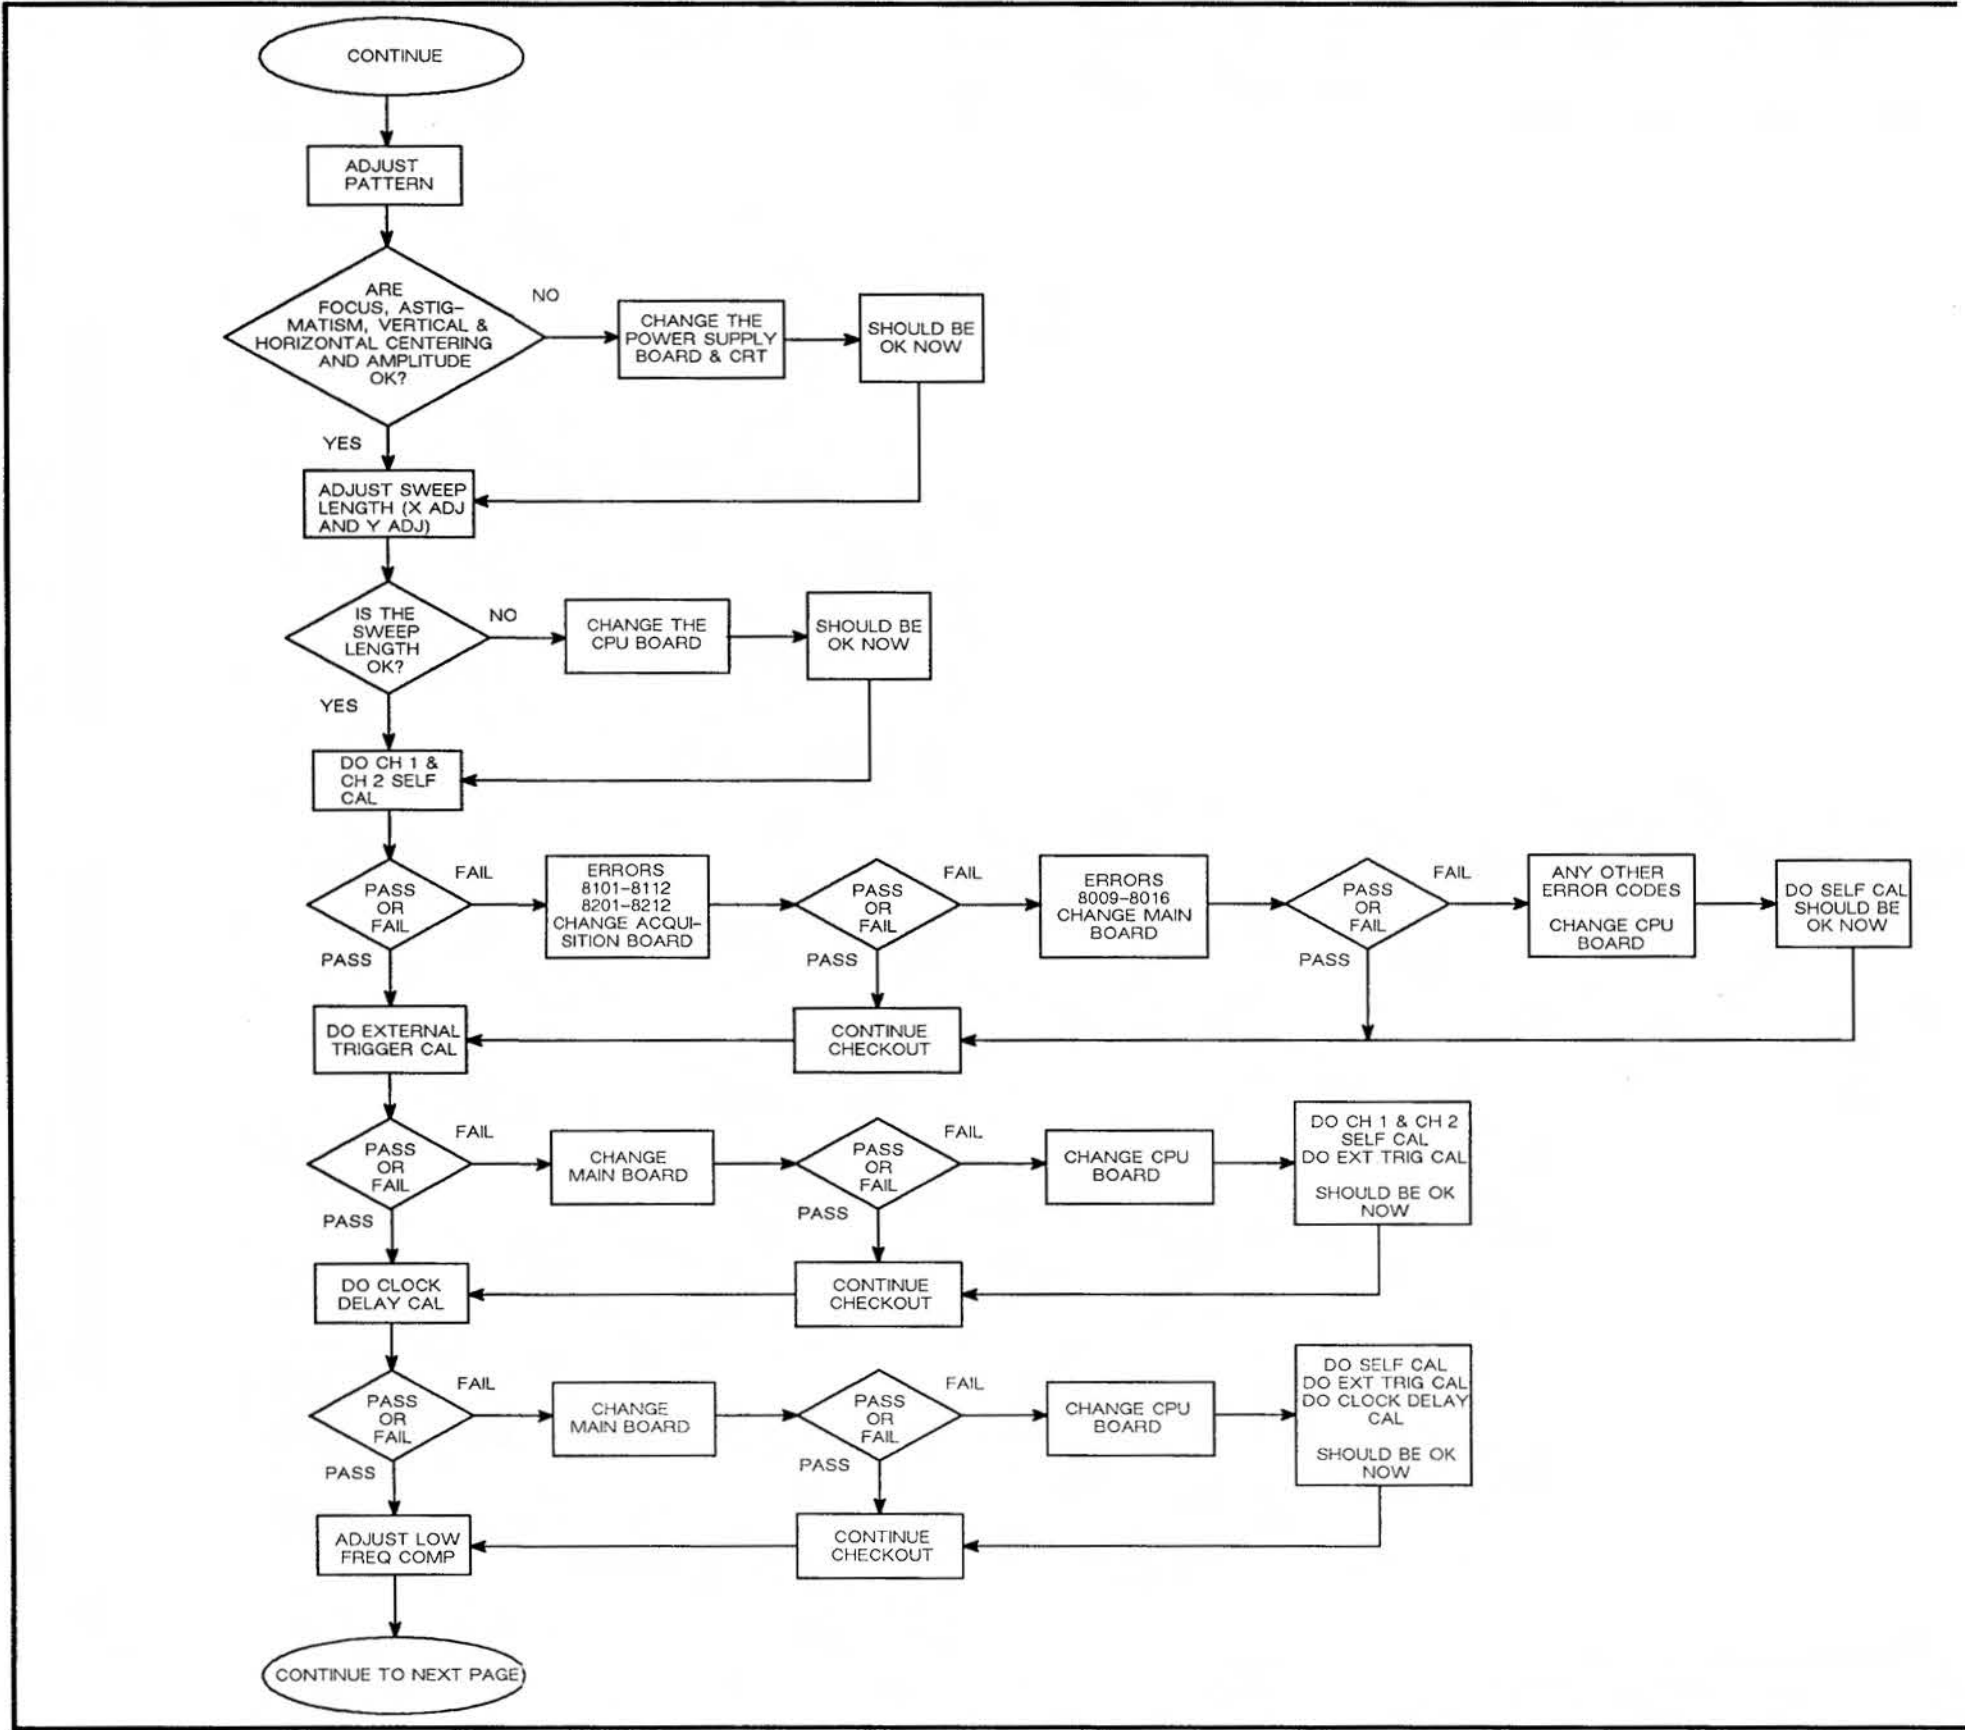 CONTINUE
ADJUST
PATTERN
ARE
FOCUS, ASTIG–
MATISM, VERTICAL &
HORIZONTAL CENTERING
AND AMPLITUDE
OK?
NO
CHANGE THE
POWER SUPPLY
BOARD & CRT
SHOULD BE
OK NOW
YES
ADJUST SWEEP
LENGTH (X ADJ
AND Y ADJ)
IS THE
SWEEP
LENGTH
OK?
NO
CHANGE THE
CPU BOARD
SHOULD BE
OK NOW
YES
DO CH 1 &
CH 2 SELF
CAL
PASS
OR
FAIL
FAIL
ERRORS
8101–8112
8201–8212
CHANGE ACQUI–
SITION BOARD
PASS
OR
FAIL
FAIL
ERRORS
8009–8016
CHANGE MAIN
BOARD
PASS
OR
FAIL
FAIL
ANY OTHER
ERROR CODES
CHANGE CPU
BOARD
DO SELF CAL
SHOULD BE
OK NOW
PASS
PASS
PASS
DO EXTERNAL
TRIGGER CAL
CONTINUE
CHECKOUT
PASS
OR
FAIL
FAIL
CHANGE
MAIN BOARD
PASS
OR
FAIL
FAIL
CHANGE CPU
BOARD
DO CH 1 & CH 2
SELF CAL
DO EXT TRIG CAL
SHOULD BE OK
NOW
PASS
PASS
DO CLOCK
DELAY CAL
CONTINUE
CHECKOUT
PASS
OR
FAIL
FAIL
CHANGE
MAIN BOARD
PASS
OR
FAIL
FAIL
CHANGE CPU
BOARD
DO SELF CAL
DO EXT TRIG CAL
DO CLOCK DELAY
CAL
SHOULD BE OK
NOW
PASS
PASS
ADJUST LOW
FREQ COMP
CONTINUE
CHECKOUT
CONTINUE TO NEXT PAGE